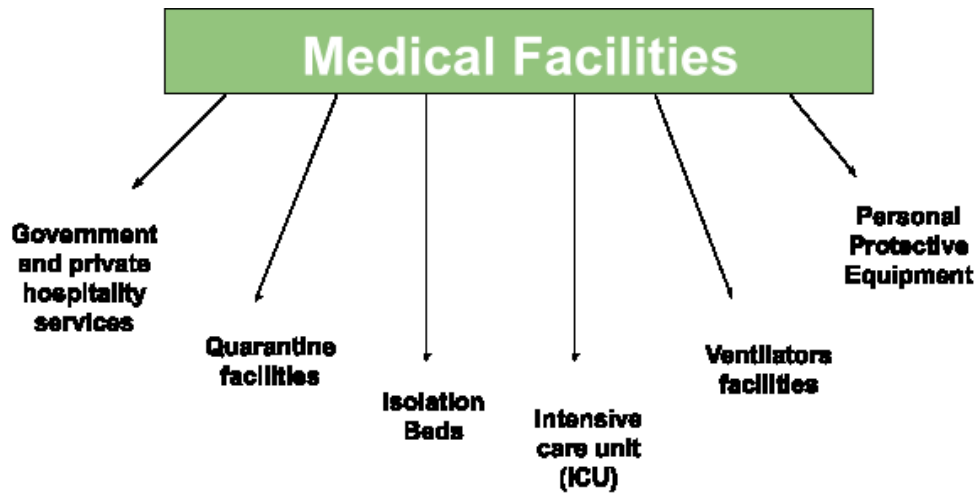 Medical Facilities
Government
and private
hospitality
services
Quarantine
facilities
Isolation
Beds
Intensive
care unit
(ICU)
Ventilators
facilities
Personal
Protective
Equipment